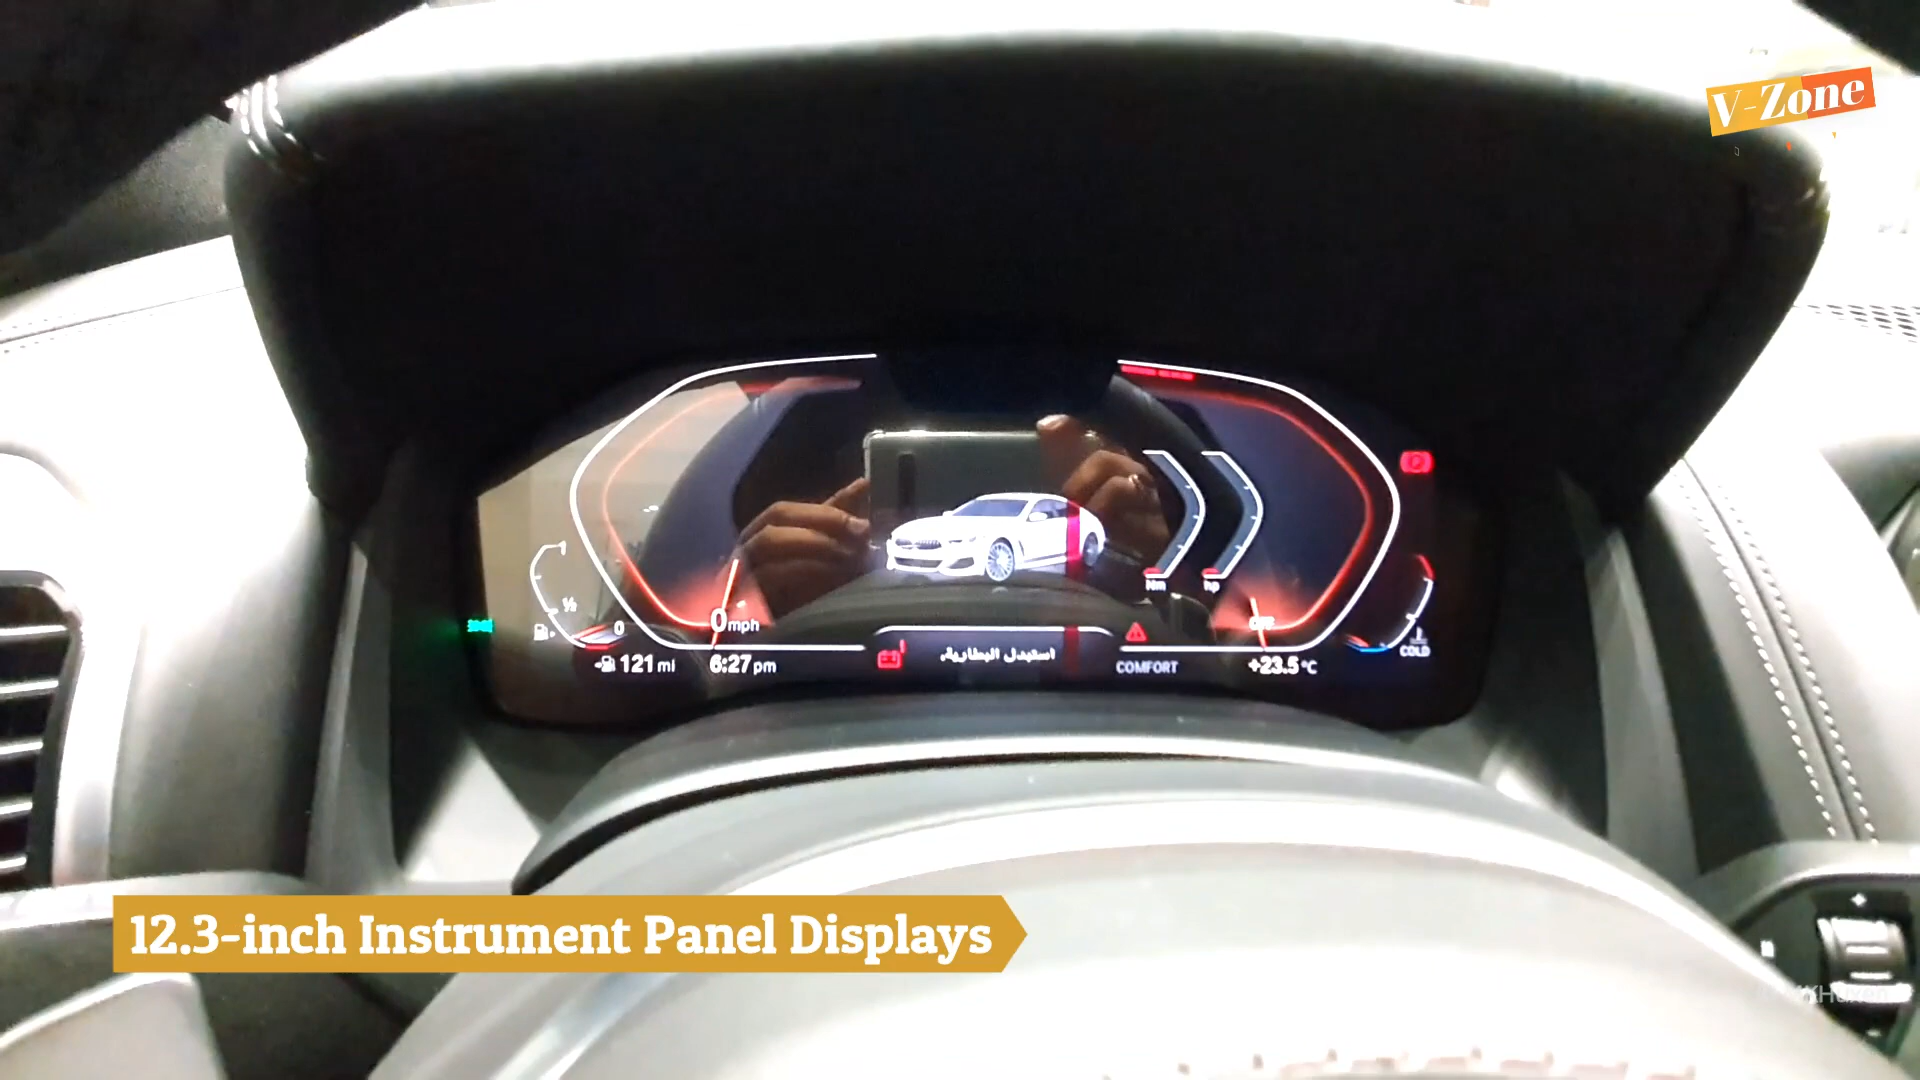 V-Zone
Nm
hp
½
0
0 mph
OFF
121 mi
6:27 pm
استبدل البطارية.
COMFORT
+23.5 °C
COLD
12.3-inch Instrument Panel Displays